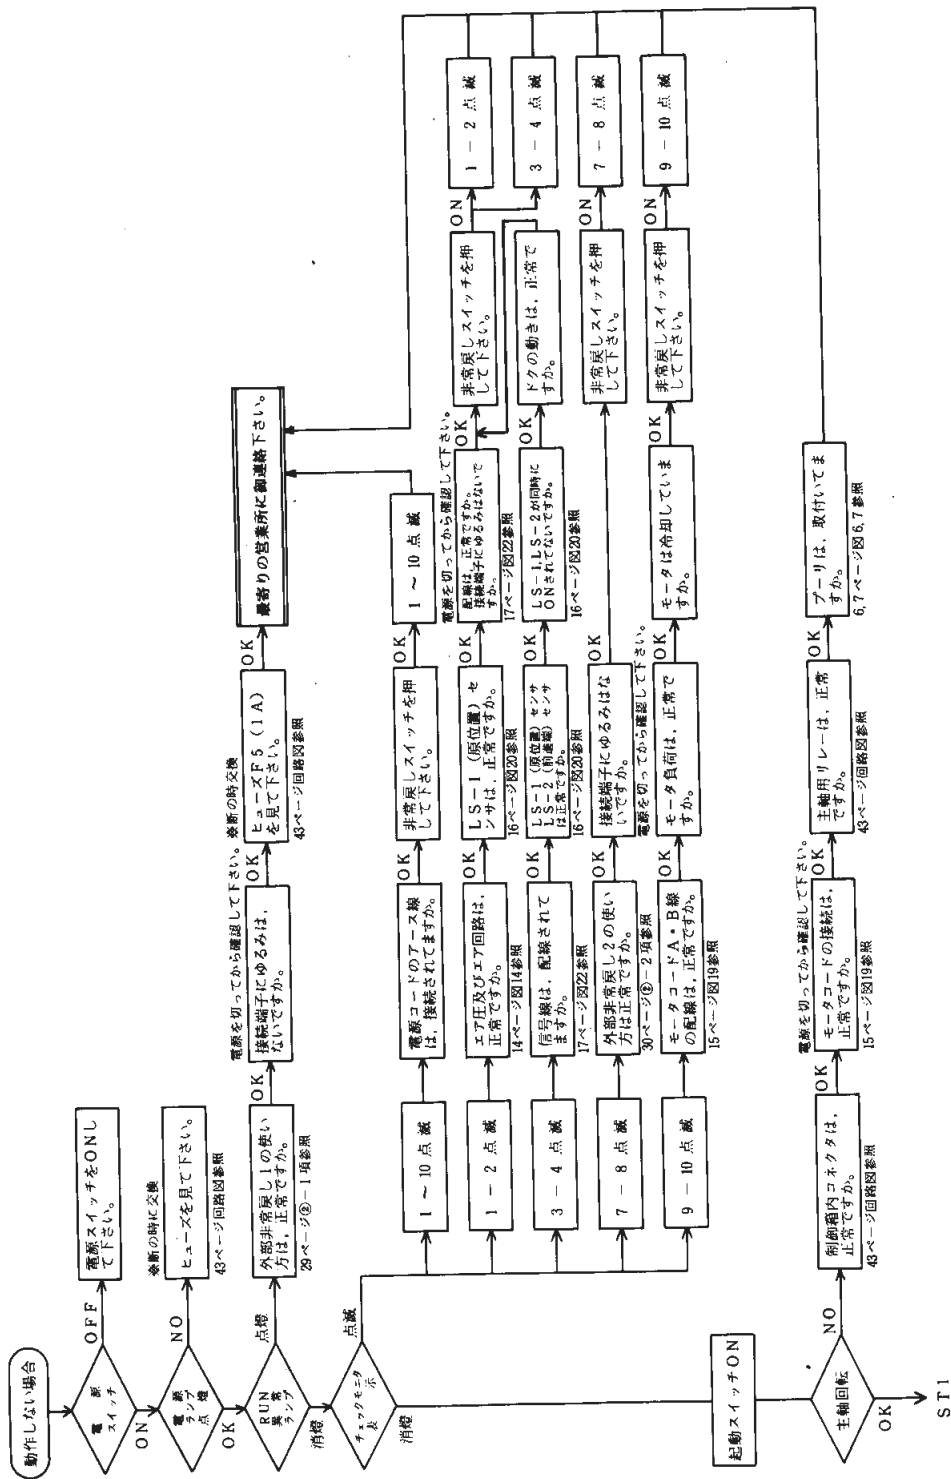 動作しない場合
電源
スイッチ
OFF
電源スイッチをONし
て下さい。
ON
電源
ランプ
点燈
NO
※断の時に交換
ヒューズを見て下さい。
43ページ回路図参照
OK
RUN
異常
ランプ
点燈
外部非常戻し1の使い
方は、正常ですか。
29ページ②-1項参照
OK
電源を切ってから確認して下さい。
接続端子にゆるみは、
ないですか。
OK
※断の時交換
ヒューズF5（1A）
を見て下さい。
43ページ回路図参照
OK
最寄りの営業所に御連絡下さい。
消燈
チェックモニタ
表示
点滅
1～10点滅
電源コードのアース線
は、接続されてますか。
OK
非常戻しスイッチを押
して下さい。
OK
1～10点滅
1－2点滅
エア圧及びエア回路は、
正常ですか。
14ページ図14参照
OK
LS－1（原位置）セ
ンサは、正常ですか。
16ページ図20参照
OK
電源を切ってから確認して下さい。
配線は、正常ですか。
接続端子にゆるみはないで
すか。
17ページ図22参照
OK
非常戻しスイッチを押
して下さい。
ON
1－2点滅
3－4点滅
信号線は、配線されて
ますか。
17ページ図22参照
OK
LS－1（原位置）センサ
LS－2（前進端）センサ
は正常ですか。
16ページ図20参照
OK
LS－1,LS－2が同時に
ONされてないですか。
16ページ図20参照
OK
ドクの動きは、正常で
すか。
3－4点滅
7－8点滅
外部非常戻し2の使い
方は正常ですか。
30ページ②-2項参照
OK
接続端子にゆるみはな
いですか。
電源を切ってから確認して下さい。
非常戻しスイッチを押
して下さい。
ON
7－8点滅
9－10点滅
モータコードA・B線
の配線は、正常ですか。
15ページ図19参照
OK
モータ負荷は、正常で
すか。
OK
モータは冷却していま
すか。
OK
非常戻しスイッチを押
して下さい。
ON
9－10点滅
消燈
起動スイッチON
主軸回転
NO
制御箱内コネクタは、
正常ですか。
43ページ回路図参照
OK
電源を切ってから確認して下さい。
モータコードの接続は、
正常ですか。
15ページ図19参照
OK
主軸用リレーは、正常
ですか。
43ページ回路図参照
OK
プーリは、取付いてま
すか。
6,7ページ図6,7参照
OK
ST1